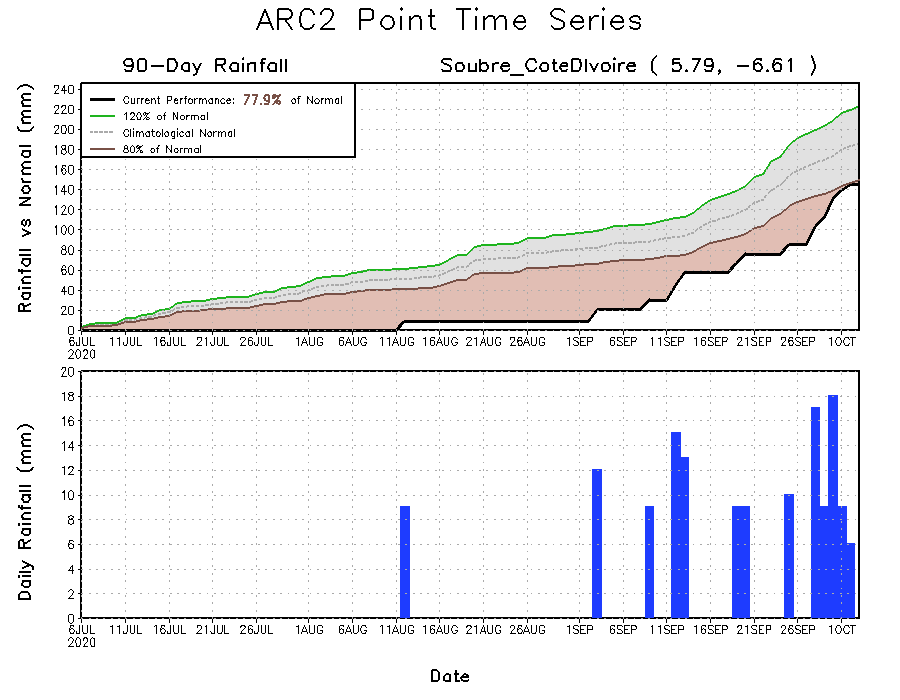 ARC2 Point Time Series
90-Day Rainfall
Soubre_CoteDIvoire ( 5.79, -6.61 )
Rainfall vs Normal (mm)
Current Performance: 77.9% of Normal
120% of Normal
Climatological Normal
80% of Normal
240
220
200
180
160
140
120
100
80
60
40
20
0
6JUL 11JUL 16JUL 21JUL 26JUL 1AUG 6AUG 11AUG 16AUG 21AUG 26AUG 1SEP 6SEP 11SEP 16SEP 21SEP 26SEP 10CT
2020
Daily Rainfall (mm)
20
18
16
14
12
10
8
6
4
2
0
6JUL 11JUL 16JUL 21JUL 26JUL 1AUG 6AUG 11AUG 16AUG 21AUG 26AUG 1SEP 6SEP 11SEP 16SEP 21SEP 26SEP 10CT
2020
Date